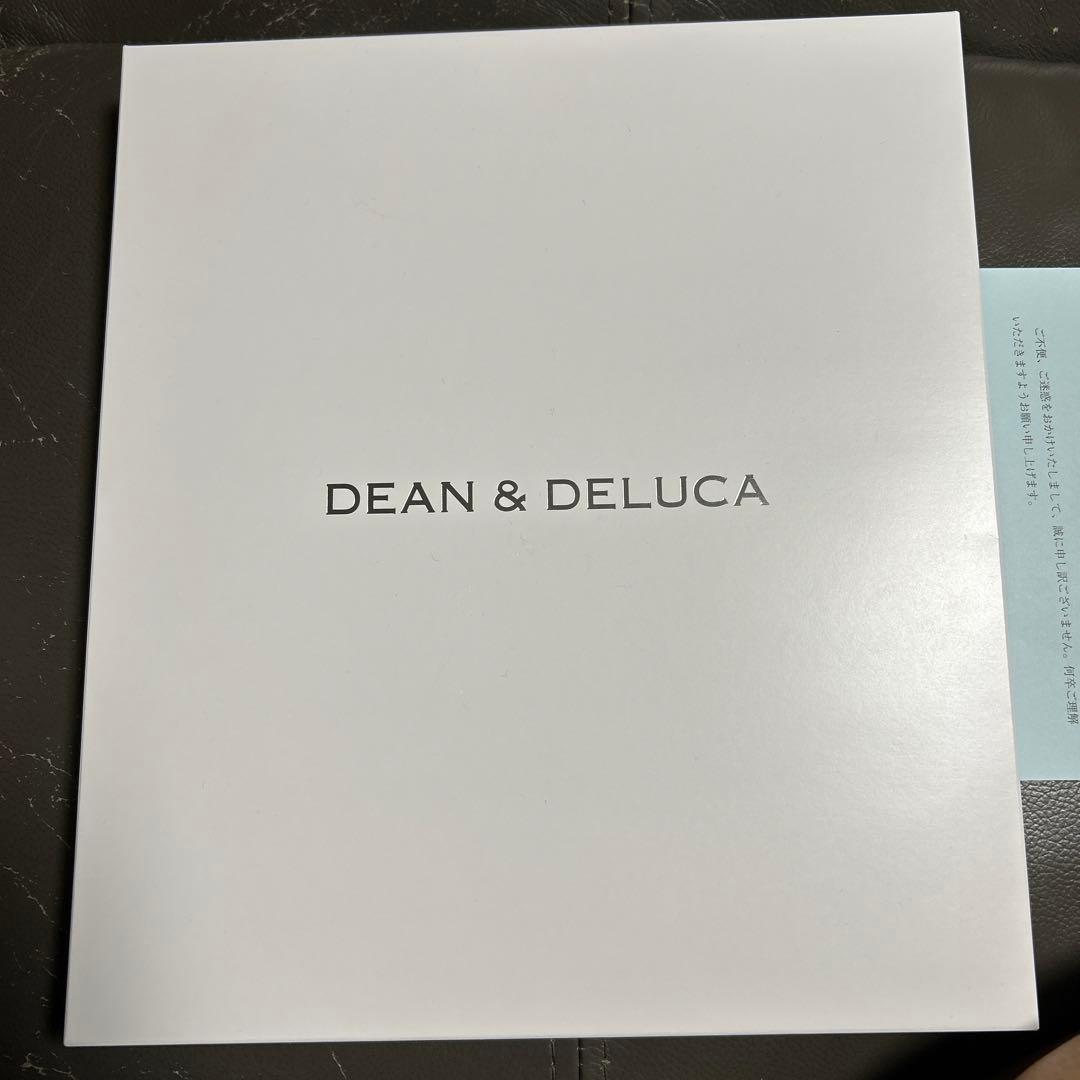 DEAN & DELUCA
ご不便、ご迷惑をおかけいたしまして、誠に申し訳ございません。何卒ご理解
いただきますようお願い申し上げます。